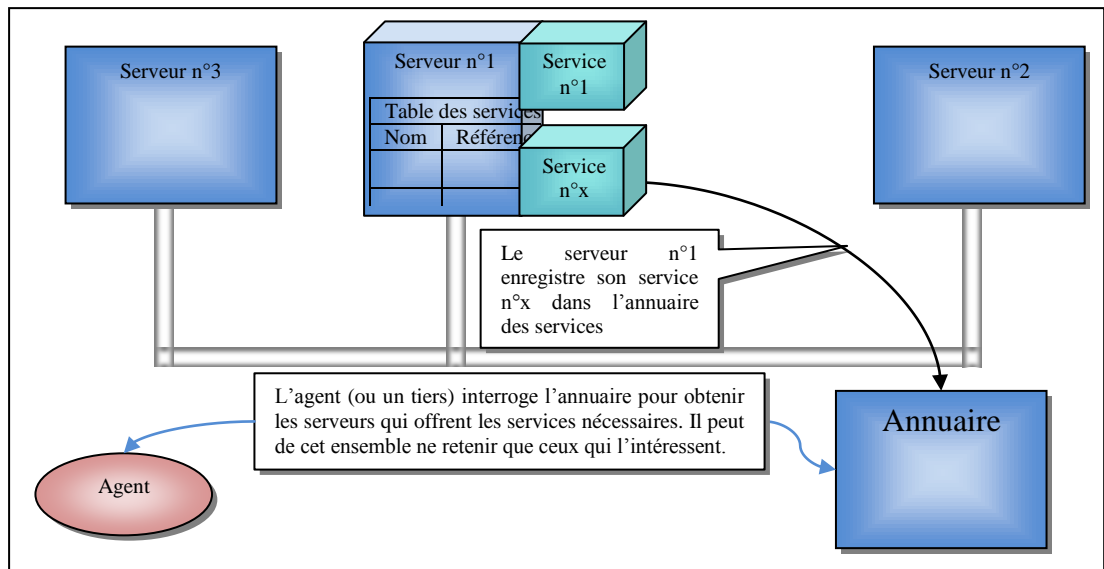 Serveur n°3
Serveur n°1
Service
n°1
Serveur n°2
Table des services
Nom
Référenc
Service
n°x
Le serveur n°1
enregistre son service
n°x dans l’annuaire
des services
L’agent (ou un tiers) interroge l’annuaire pour obtenir
les serveurs qui offrent les services nécessaires. Il peut
de cet ensemble ne retenir que ceux qui l’intéressent.
Annuaire
Agent